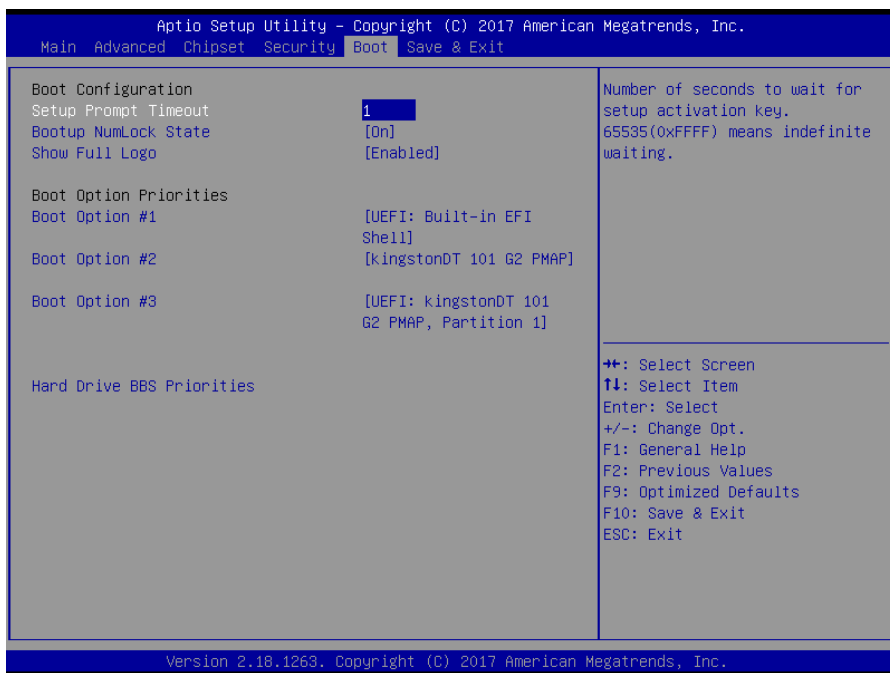 Aptio Setup Utility – Copyright (C) 2017 American Megatrends, Inc.
Main Advanced Chipset Security Boot Save & Exit
Boot Configuration
Setup Prompt Timeout 1
Bootup NumLock State [On]
Show Full Logo [Enabled]
Boot Option Priorities
Boot Option #1 [UEFI: Built-in EFI
Shell]
Boot Option #2 [kingstonDT 101 G2 PMAP]
Boot Option #3 [UEFI: kingstonDT 101
G2 PMAP, Partition 1]
Hard Drive BBS Priorities
Number of seconds to wait for
setup activation key.
65535(0xFFFF) means indefinite
waiting.
→←: Select Screen
↑↓: Select Item
Enter: Select
+/-: Change Opt.
F1: General Help
F2: Previous Values
F9: Optimized Defaults
F10: Save & Exit
ESC: Exit
Version 2.18.1263. Copyright (C) 2017 American Megatrends, Inc.